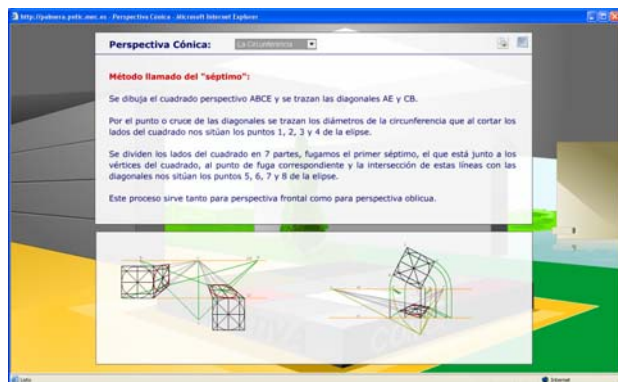 http://palmera.pntic.mec.es - Perspectiva Cónica - Microsoft Internet Explorer
Perspectiva Cónica:
La Circunferencia
Método llamado del "séptimo":
Se dibuja el cuadrado perspectivo ABCE y se trazan las diagonales AE y CB.
Por el punto o cruce de las diagonales se trazan los diámetros de la circunferencia que al cortar los
lados del cuadrado nos sitúan los puntos 1, 2, 3 y 4 de la elipse.
Se dividen los lados del cuadrado en 7 partes, fugamos el primer séptimo, el que está junto a los
vértices del cuadrado, al punto de fuga correspondiente y la intersección de estas líneas con las
diagonales nos sitúan los puntos 5, 6, 7 y 8 de la elipse.
Este proceso sirve tanto para perspectiva frontal como para perspectiva oblicua.
Listo
Internet